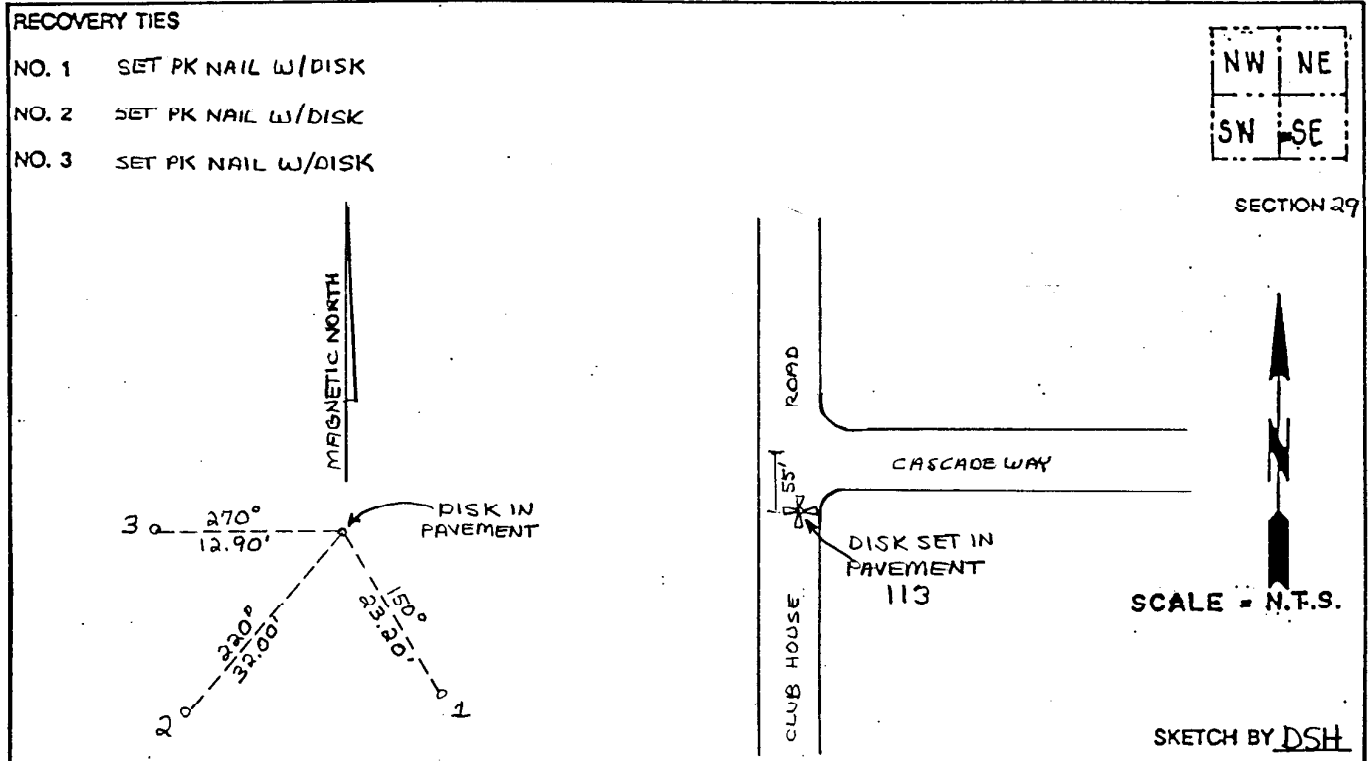 RECOVERY TIES
NO. 1 SET PK NAIL W/DISK
NO. 2 SET PK NAIL W/DISK
NO. 3 SET PK NAIL W/DISK
NW NE
SW SE
SECTION 29
MAGNETIC NORTH
DISK IN
PAVEMENT
3
270°
12.90'
220°
32.00'
2
150°
23.20'
1
ROAD
CASCADE WAY
55'
DISK SET IN
PAVEMENT
113
CLUB HOUSE
N
SCALE = N.T.S.
SKETCH BY DSH